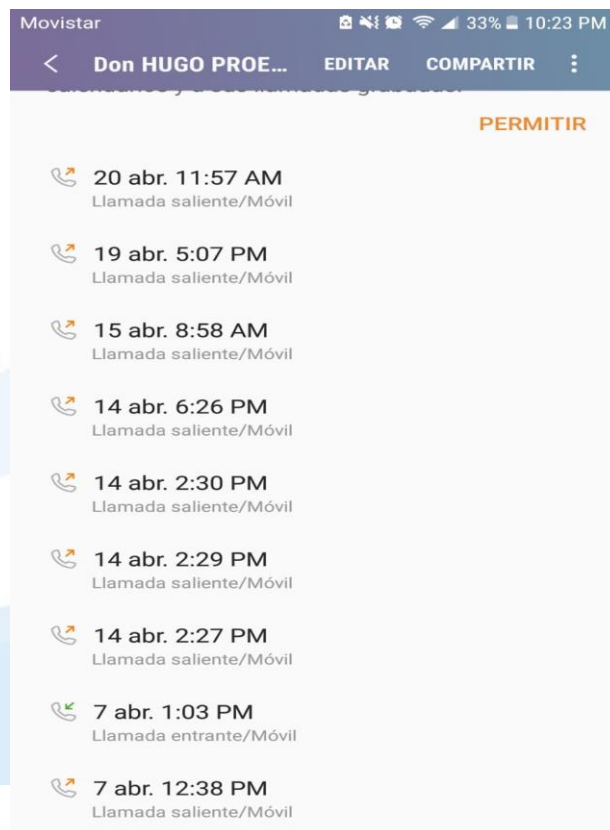 Movistar 33% 10:23 PM
Don HUGO PROE... EDITAR COMPARTIR
calendarios y a sus llamadas grabadas.
PERMITIR
20 abr. 11:57 AM
Llamada saliente/Móvil
19 abr. 5:07 PM
Llamada saliente/Móvil
15 abr. 8:58 AM
Llamada saliente/Móvil
14 abr. 6:26 PM
Llamada saliente/Móvil
14 abr. 2:30 PM
Llamada saliente/Móvil
14 abr. 2:29 PM
Llamada saliente/Móvil
14 abr. 2:27 PM
Llamada saliente/Móvil
7 abr. 1:03 PM
Llamada entrante/Móvil
7 abr. 12:38 PM
Llamada saliente/Móvil